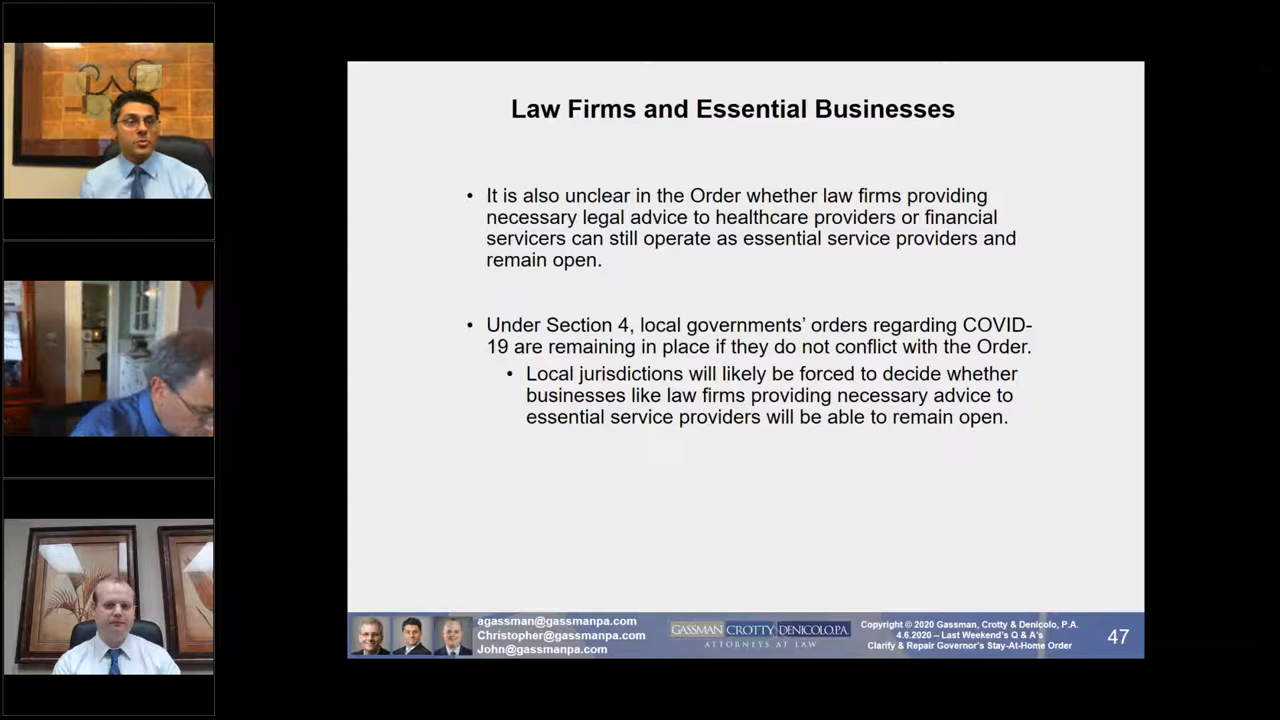 Law Firms and Essential Businesses
• It is also unclear in the Order whether law firms providing
necessary legal advice to healthcare providers or financial
servicers can still operate as essential service providers and
remain open.
• Under Section 4, local governments’ orders regarding COVID-
19 are remaining in place if they do not conflict with the Order.
• Local jurisdictions will likely be forced to decide whether
businesses like law firms providing necessary advice to
essential service providers will be able to remain open.
agassman@gassmanpa.com
Christopher@gassmanpa.com
John@gassmanpa.com
GASSMAN CROTTY DENICOLO, P.A.
ATTORNEYS AT LAW
Copyright © 2020 Gassman, Crotty & Denicolo, P.A.
4.6.2020 – Last Weekend’s Q & A’s
Clarify & Repair Governor’s Stay-At-Home Order
47